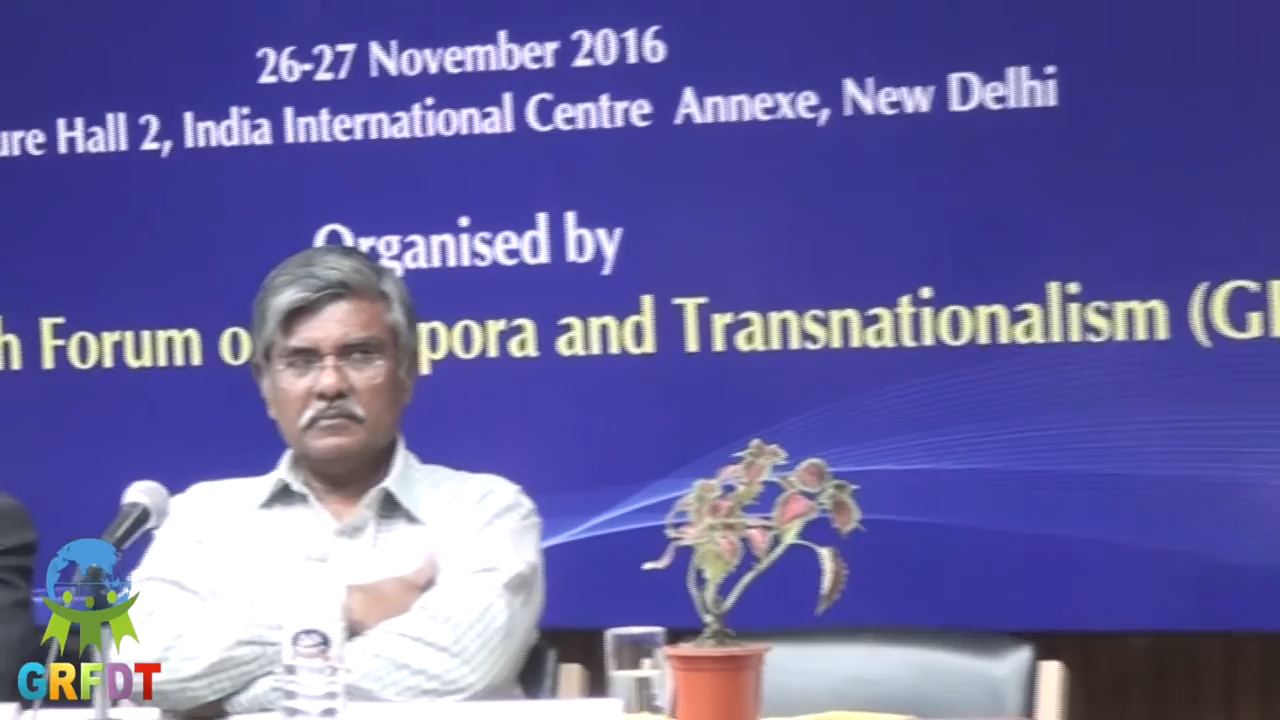 26-27 November 2016
ure Hall 2, India International Centre Annexe, New Delhi
Organised by
h Forum o pora and Transnationalism (G
GRFDT